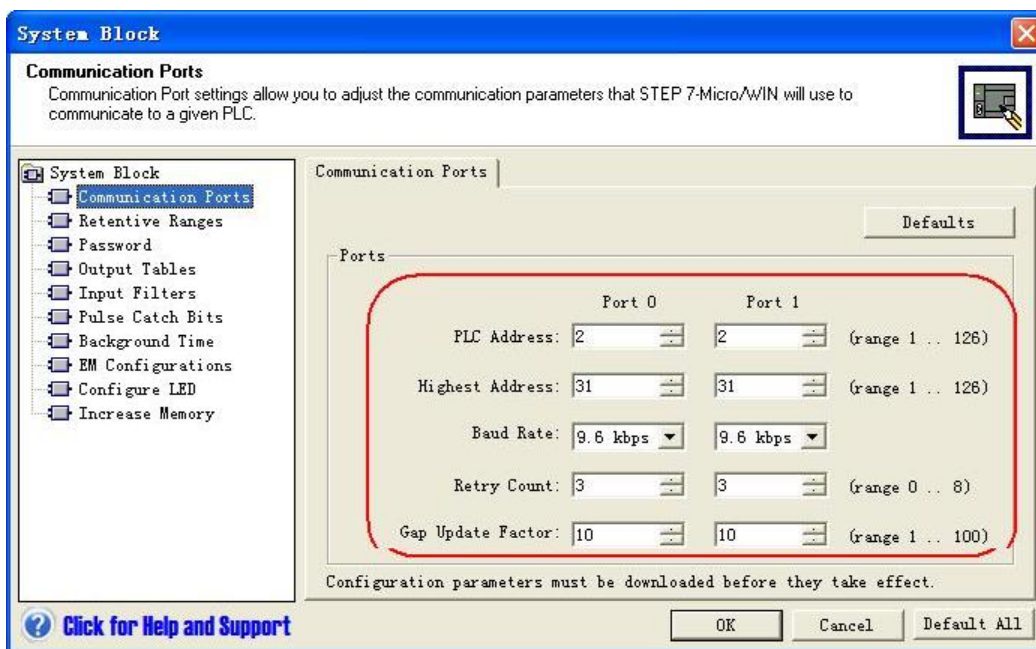 System Block
Communication Ports
Communication Port settings allow you to adjust the communication parameters that STEP 7-Micro/WIN will use to
communicate to a given PLC.
System Block
Communication Ports
Retentive Ranges
Password
Output Tables
Input Filters
Pulse Catch Bits
Background Time
EM Configurations
Configure LED
Increase Memory
Communication Ports
Defaults
Ports
Port 0 Port 1
PLC Address: 2 2 (range 1 .. 126)
Highest Address: 31 31 (range 1 .. 126)
Baud Rate: 9.6 kbps 9.6 kbps
Retry Count: 3 3 (range 0 .. 8)
Gap Update Factor: 10 10 (range 1 .. 100)
Configuration parameters must be downloaded before they take effect.
Click for Help and Support
OK Cancel Default All